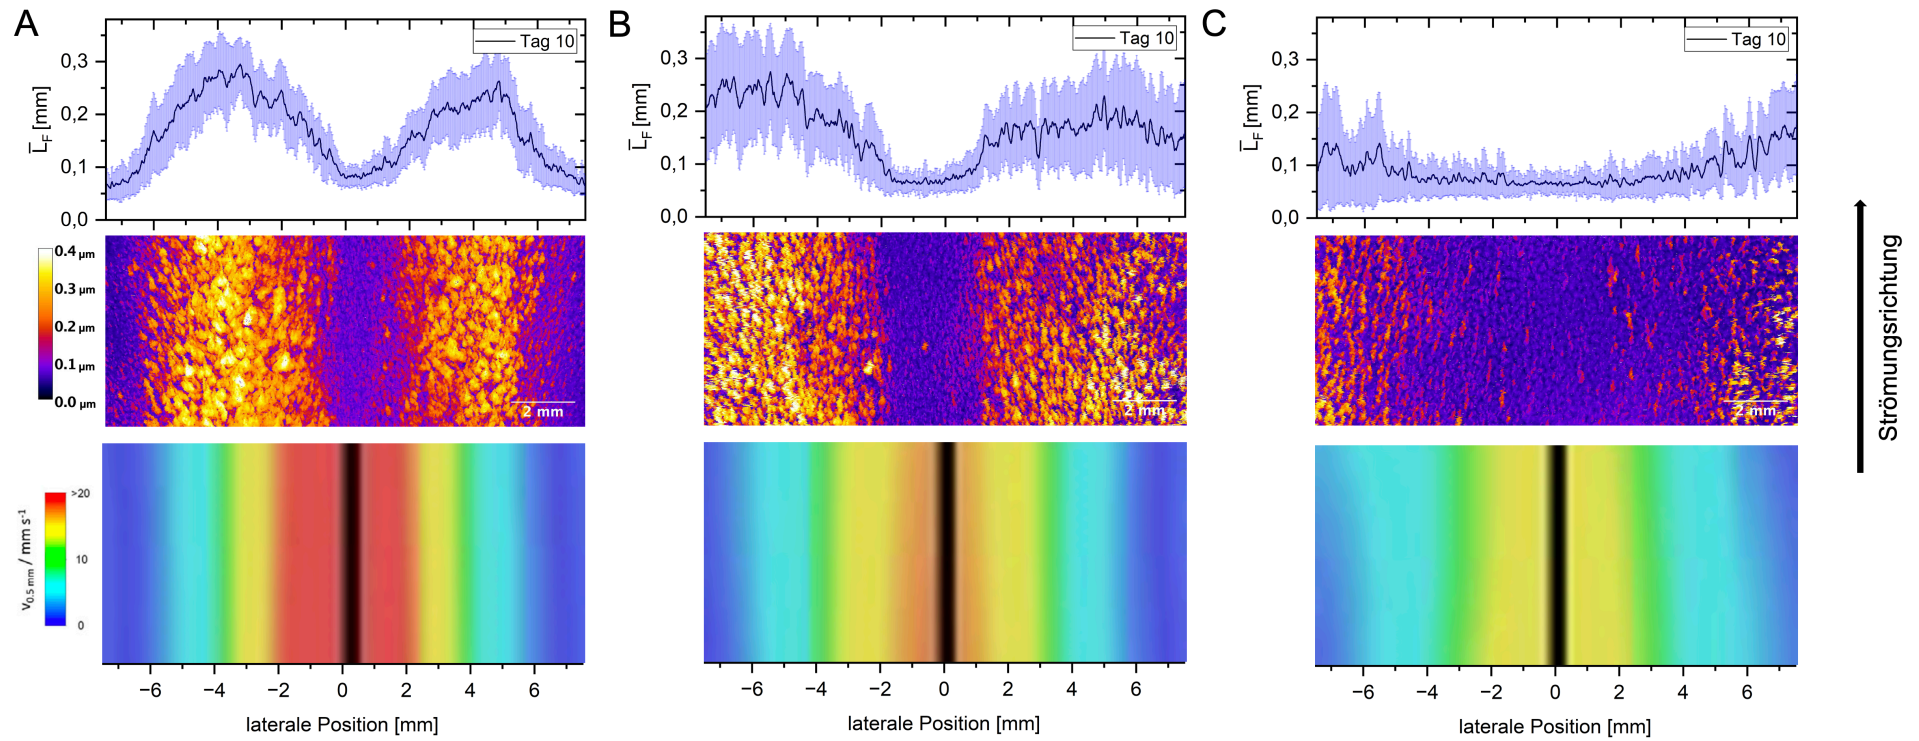 A
B
C
Tag 10
Tag 10
Tag 10
L̅F [mm]
0,3
0,2
0,1
0,0
L̅F [mm]
0,3
0,2
0,1
0,0
L̅F [mm]
0,3
0,2
0,1
0,0
0.4 µm
0.3 µm
0.2 µm
0.1 µm
0.0 µm
2 mm
2 mm
2 mm
Strömungsrichtung
v0.5 mm / mm s-1
>20
10
0
−6 −4 −2 0 2 4 6
−6 −4 −2 0 2 4 6
−6 −4 −2 0 2 4 6
laterale Position [mm]
laterale Position [mm]
laterale Position [mm]